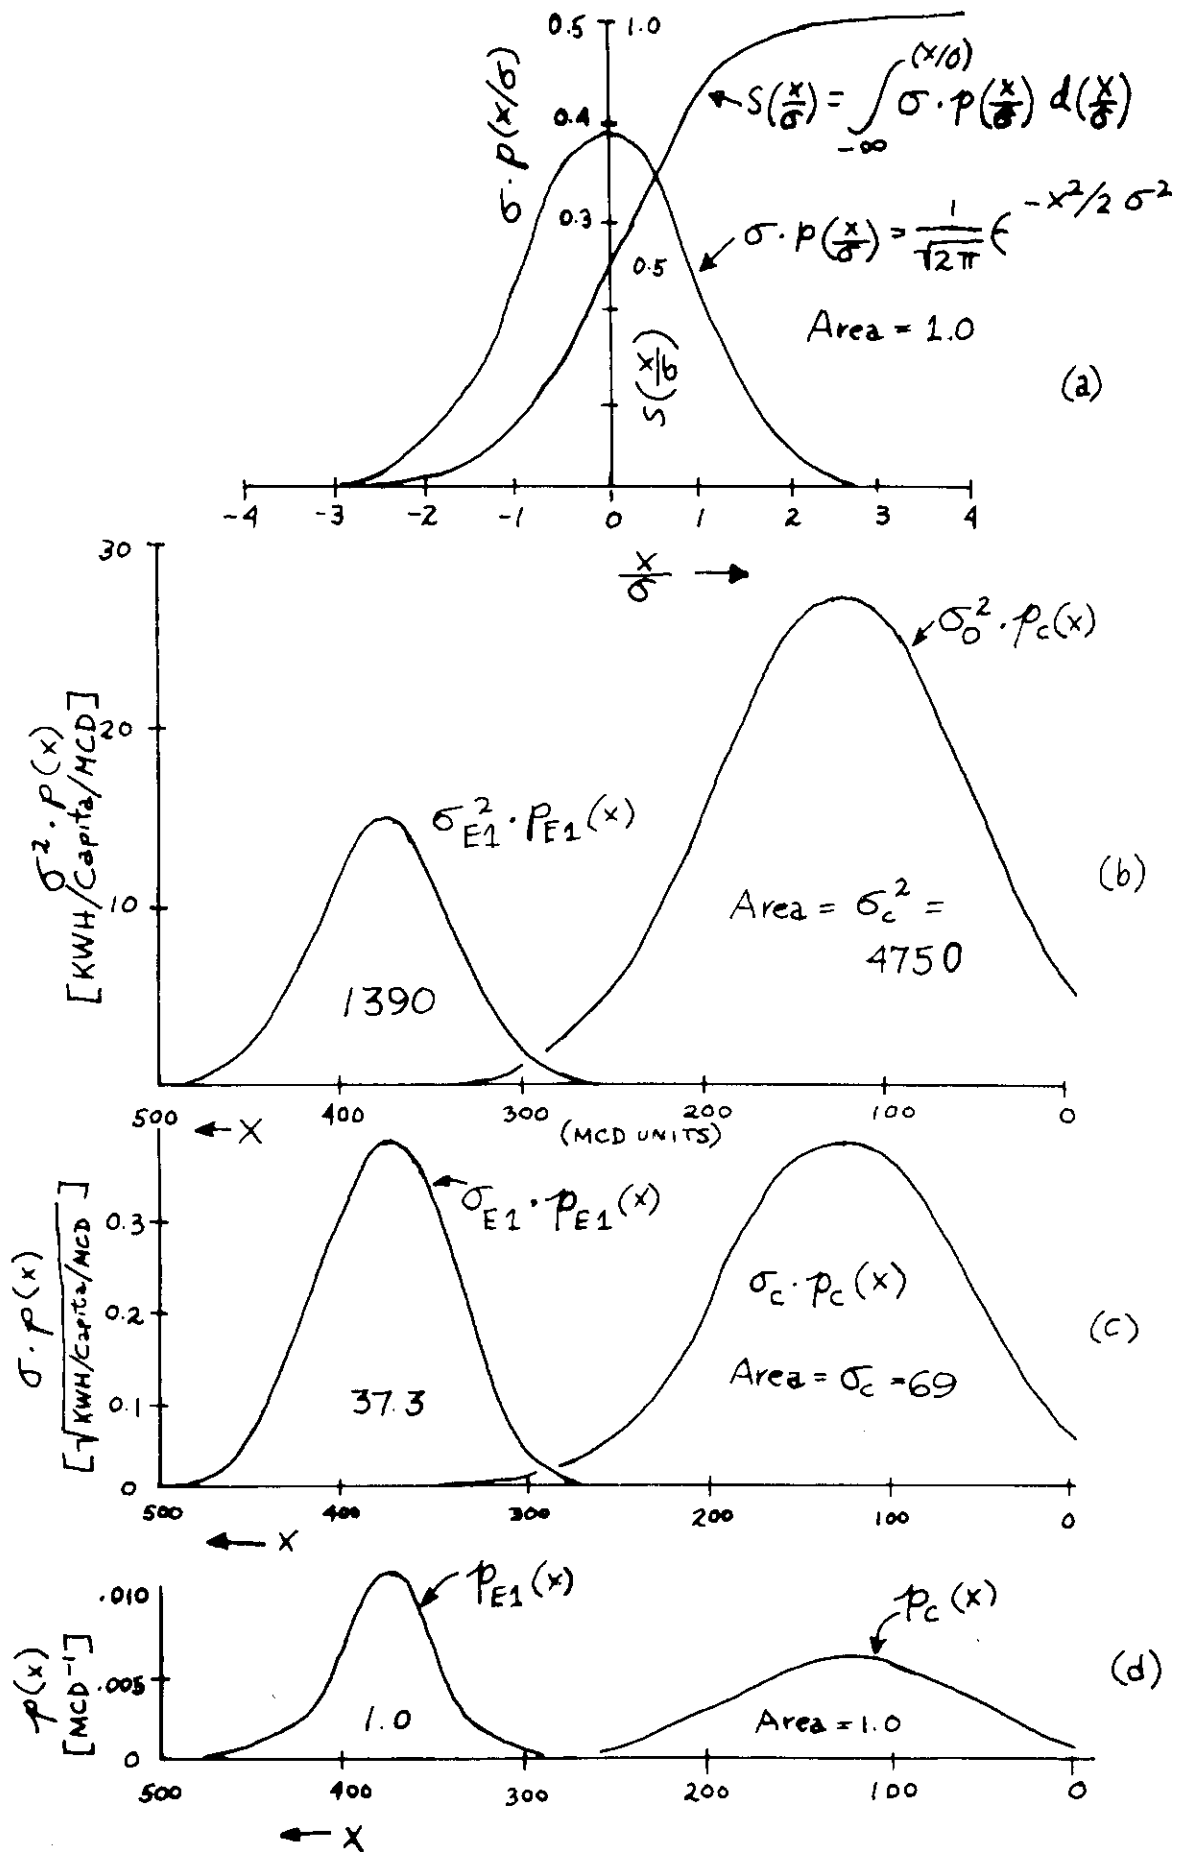 0.5 1.0
σ·p(x/σ)
0.4
0.3
0.5
S(x/σ)
S(x/σ) = ∫_{-∞}^{(x/σ)} σ·p(x/σ) d(x/σ)
σ·p(x/σ) = 1/√2π ϵ^{-x²/2σ²}
Area = 1.0
(a)
-4 -3 -2 -1 0 1 2 3 4
x/σ →
30
20
10
σ²·p(x)
[KWH/Capita/MCD]
σ₀²·p_c(x)
σ_E1²·p_E1(x)
1390
Area = σ_c² =
4750
(b)
500 400 300 200 100 0
← X (MCD UNITS)
0.3
0.2
0.1
0
σ·p(x)
[√KWH/Capita/MCD]
σ_E1·p_E1(x)
37.3
σ_c·p_c(x)
Area = σ_c = 69
(c)
500 400 300 200 100 0
← X
.010
.005
0
p(x)
[MCD⁻¹]
p_E1(x)
1.0
p_c(x)
Area = 1.0
(d)
500 400 300 200 100 0
← X